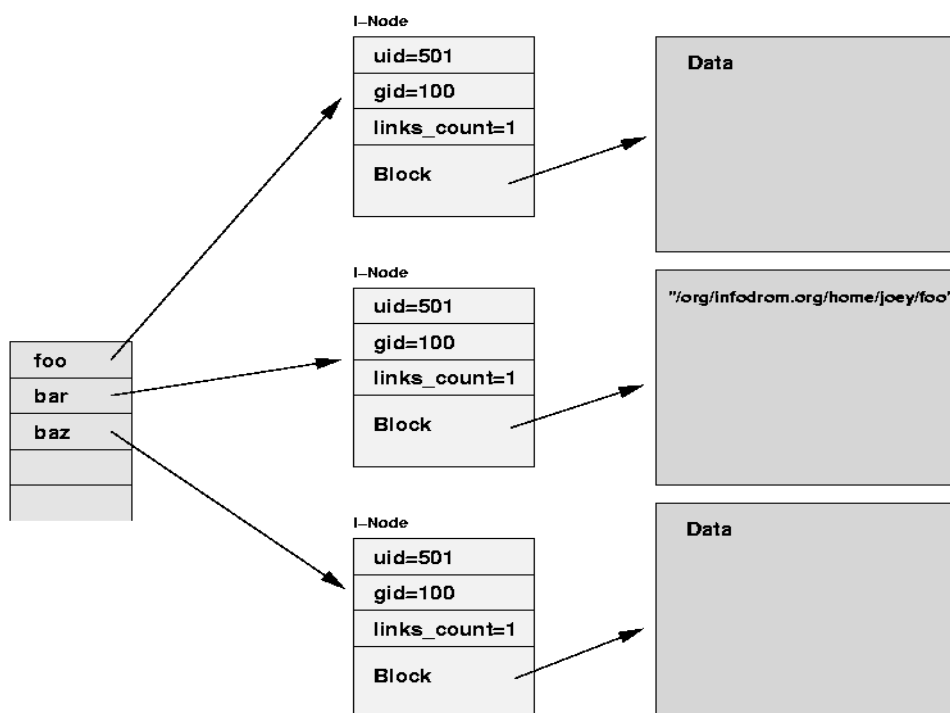 I-Node
uid=501
gid=100
links_count=1
Block
Data
I-Node
uid=501
gid=100
links_count=1
Block
"/org/infodrom.org/home/joey/foo"
foo
bar
baz
I-Node
uid=501
gid=100
links_count=1
Block
Data